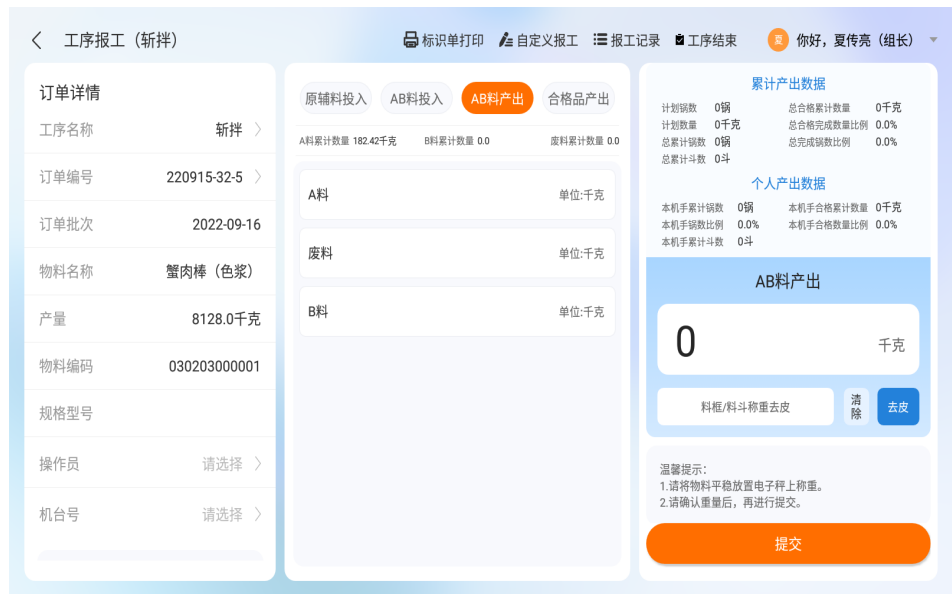 工序报工（斩拌）
标识单打印 自定义报工 报工记录 工序结束 夏 你好，夏传亮（组长）
订单详情
工序名称 斩拌
订单编号 220915-32-5
订单批次 2022-09-16
物料名称 蟹肉棒（色浆）
产量 8128.0千克
物料编码 030203000001
规格型号
操作员 请选择
机台号 请选择
原辅料投入 AB料投入 AB料产出 合格品产出
A料累计数量 182.42千克 B料累计数量 0.0 废料累计数量 0.0
A料 单位:千克
废料 单位:千克
B料 单位:千克
累计产出数据
计划锅数 0锅 总合格累计数量 0千克
计划数量 0千克 总合格完成数量比例 0.0%
总累计锅数 0锅 总完成锅数比例 0.0%
总累计斗数 0斗
个人产出数据
本机手累计锅数 0锅 本机手合格累计数量 0千克
本机手锅数比例 0.0% 本机手合格数量比例 0.0%
本机手累计斗数 0斗
AB料产出
0 千克
料框/料斗称重去皮 清除 去皮
温馨提示：
1.请将物料平稳放置电子秤上称重。
2.请确认重量后，再进行提交。
提交